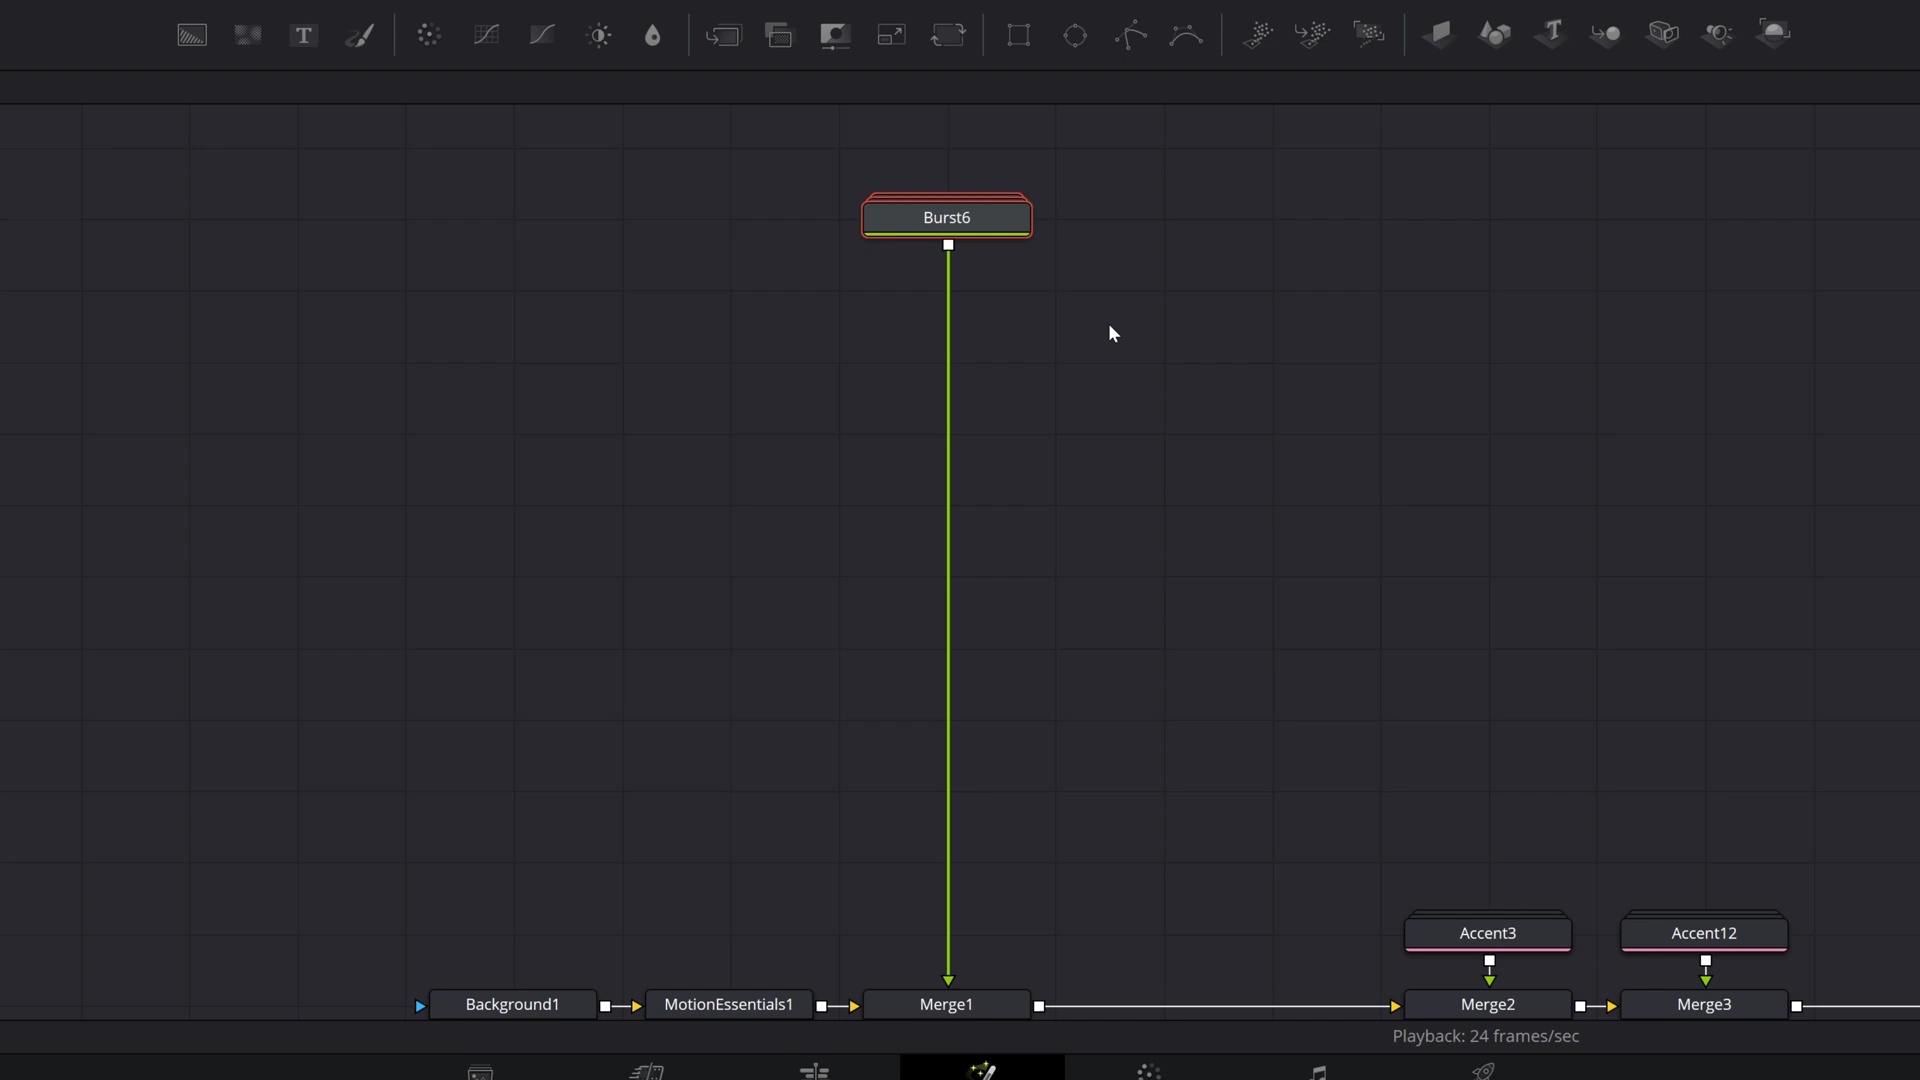 T
T
Burst6
Accent3
Accent12
Background1
MotionEssentials1
Merge1
Merge2
Merge3
Playback: 24 frames/sec